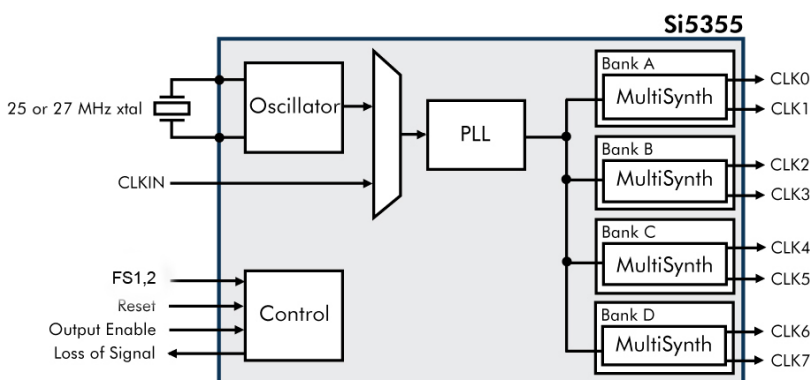 Si5355
Bank A
MultiSynth
CLK0
CLK1
25 or 27 MHz xtal
Oscillator
PLL
CLKIN
Bank B
MultiSynth
CLK2
CLK3
Bank C
MultiSynth
CLK4
CLK5
FS1,2
Reset
Output Enable
Loss of Signal
Control
Bank D
MultiSynth
CLK6
CLK7